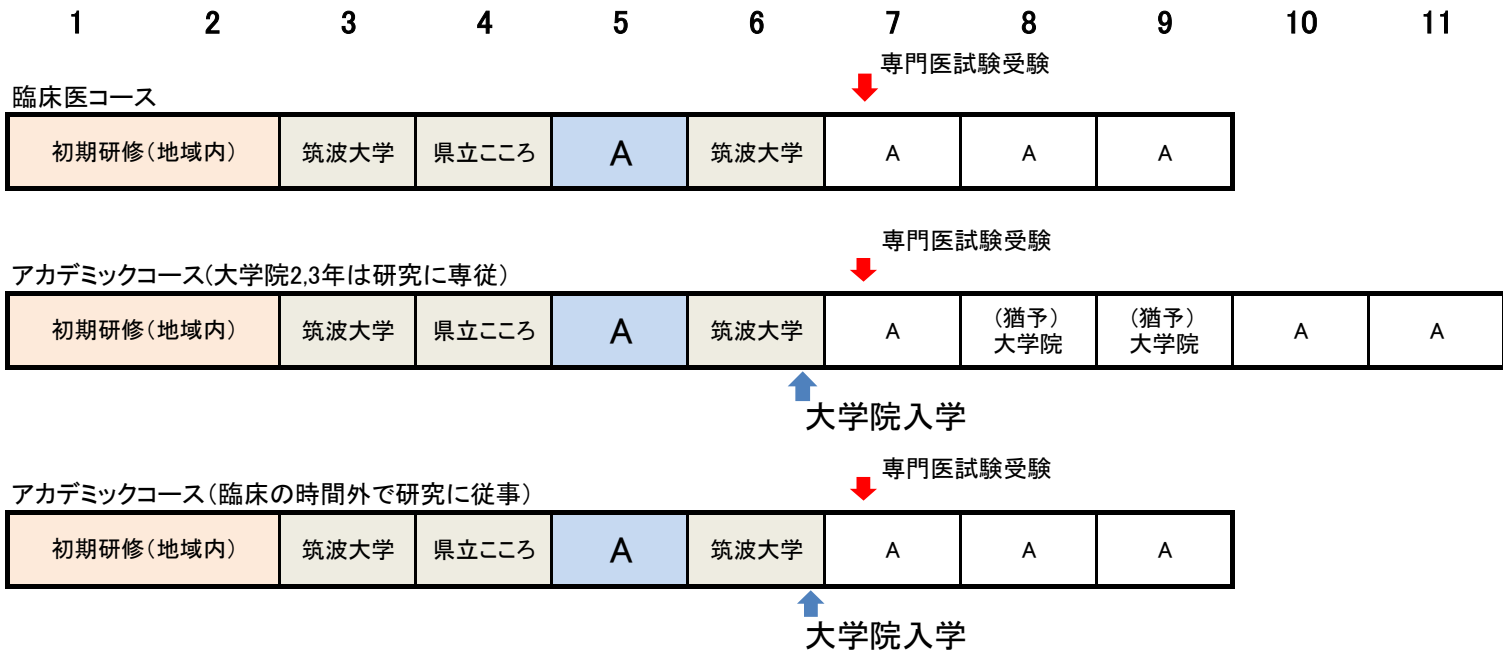 1 2 3 4 5 6 7 8 9 10 11
専門医試験受験
臨床医コース
初期研修(地域内) 筑波大学 県立こころ A 筑波大学 A A A
専門医試験受験
アカデミックコース(大学院2,3年は研究に専従)
初期研修(地域内) 筑波大学 県立こころ A 筑波大学 A (猶予) (猶予) A A
大学院 大学院
大学院入学
専門医試験受験
アカデミックコース(臨床の時間外で研究に従事)
初期研修(地域内) 筑波大学 県立こころ A 筑波大学 A A A
大学院入学